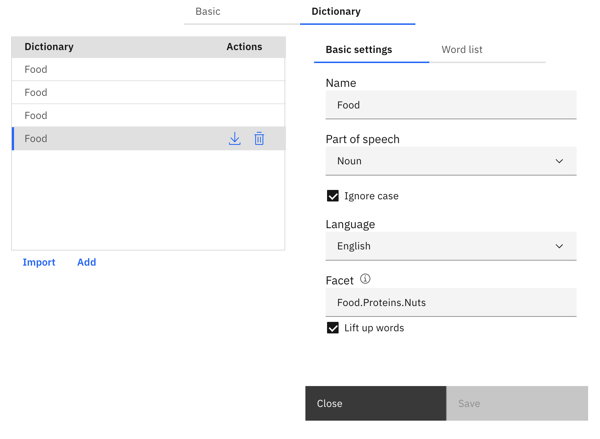 Basic
Dictionary
Dictionary Actions
Food
Food
Food
Food
Import Add
Basic settings Word list
Name
Food
Part of speech
Noun
Ignore case
Language
English
Facet
Food.Proteins.Nuts
Lift up words
Close Save